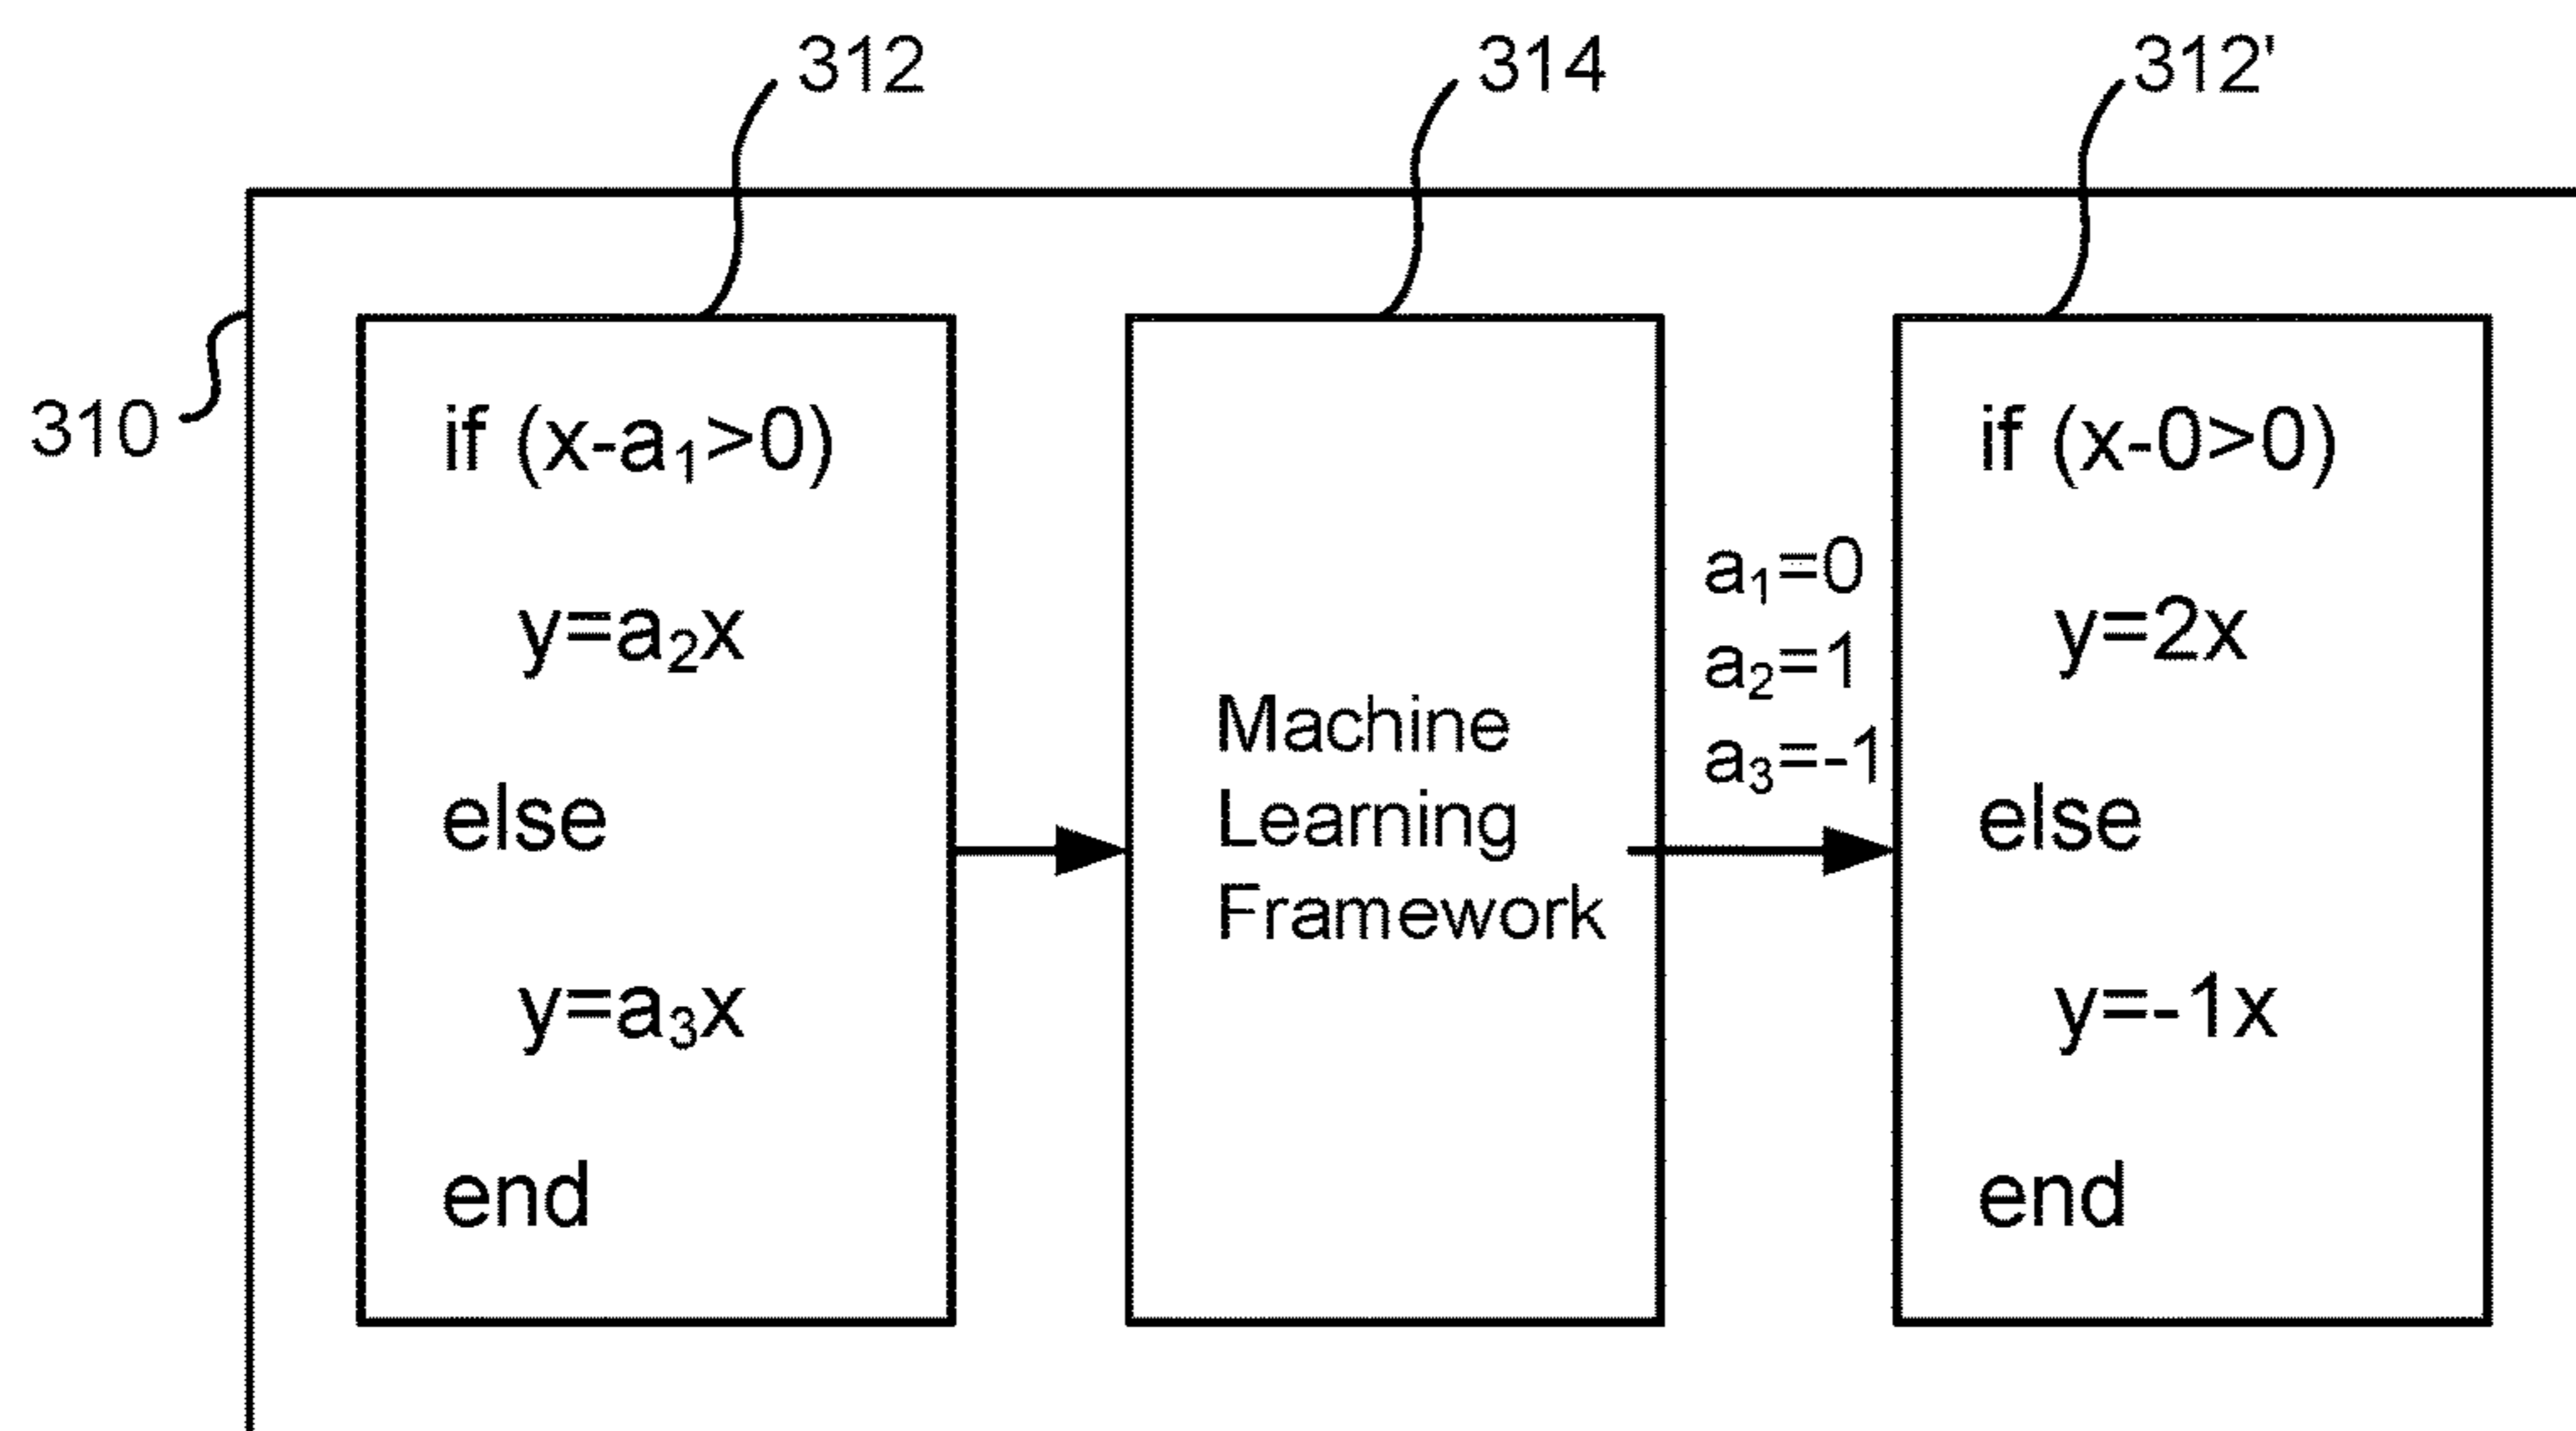 312
314
312'
310
if (x-a₁>0)
y=a₂x
else
y=a₃x
end
Machine
Learning
Framework
a₁=0
a₂=1
a₃=-1
if (x-0>0)
y=2x
else
y=-1x
end